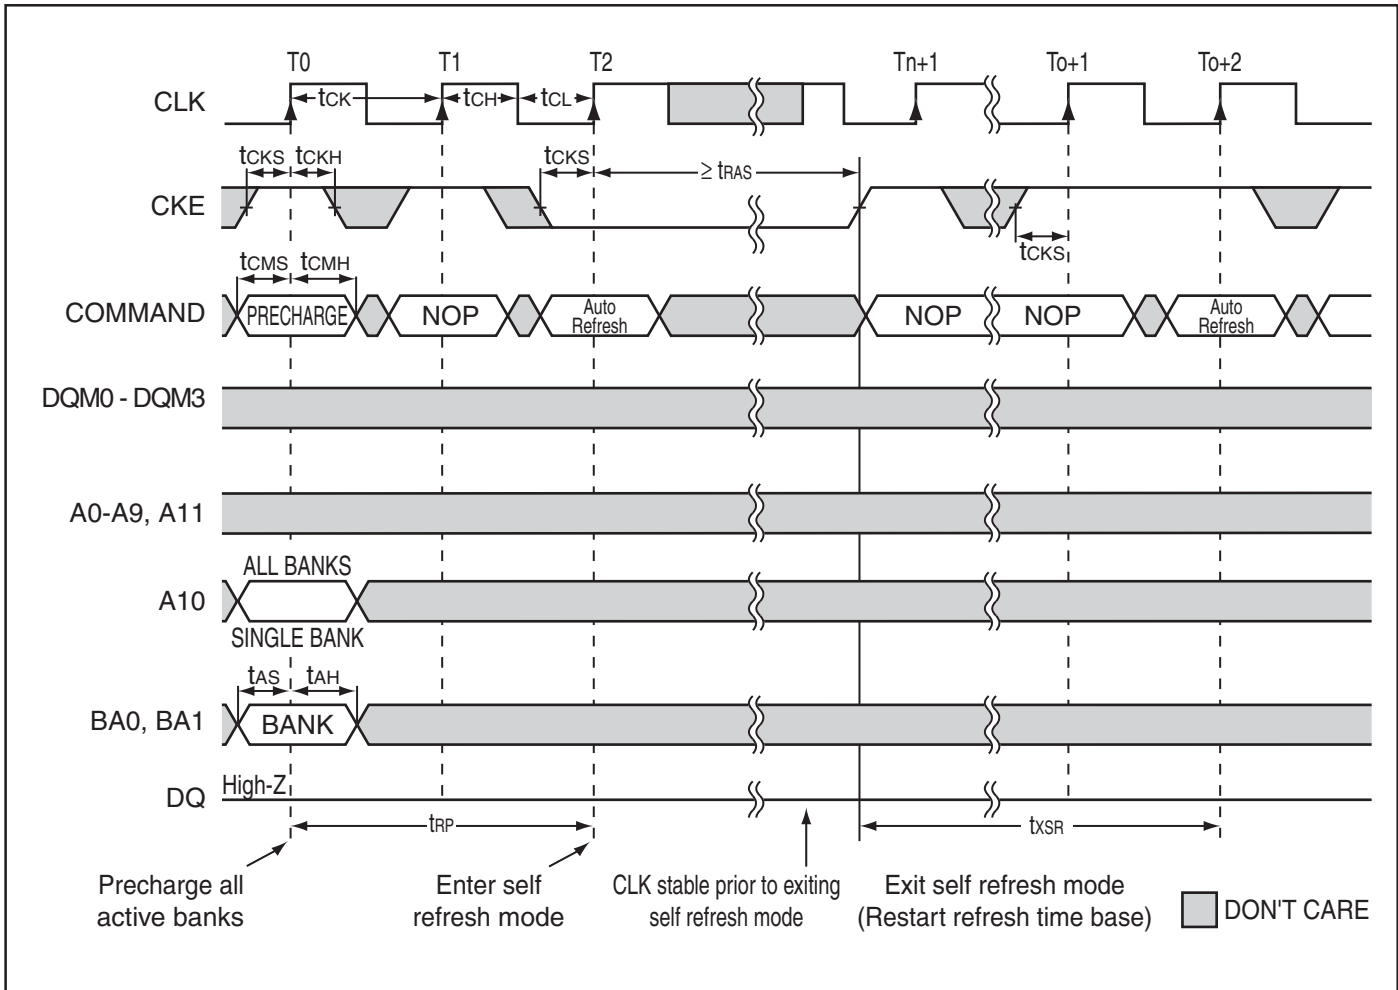 T0 T1 T2 Tn+1 To+1 To+2
CLK tCK tCH tCL
tCKS tCKH tCKS ≥ tRAS
CKE
tCKS
tCMS tCMH
COMMAND PRECHARGE NOP Auto Refresh NOP NOP Auto Refresh
DQM0 - DQM3
A0-A9, A11
ALL BANKS
A10
SINGLE BANK
tAS tAH
BA0, BA1 BANK
DQ High-Z
tRP tXSR
Precharge all
active banks
Enter self
refresh mode
CLK stable prior to exiting
self refresh mode
Exit self refresh mode
(Restart refresh time base)
DON'T CARE